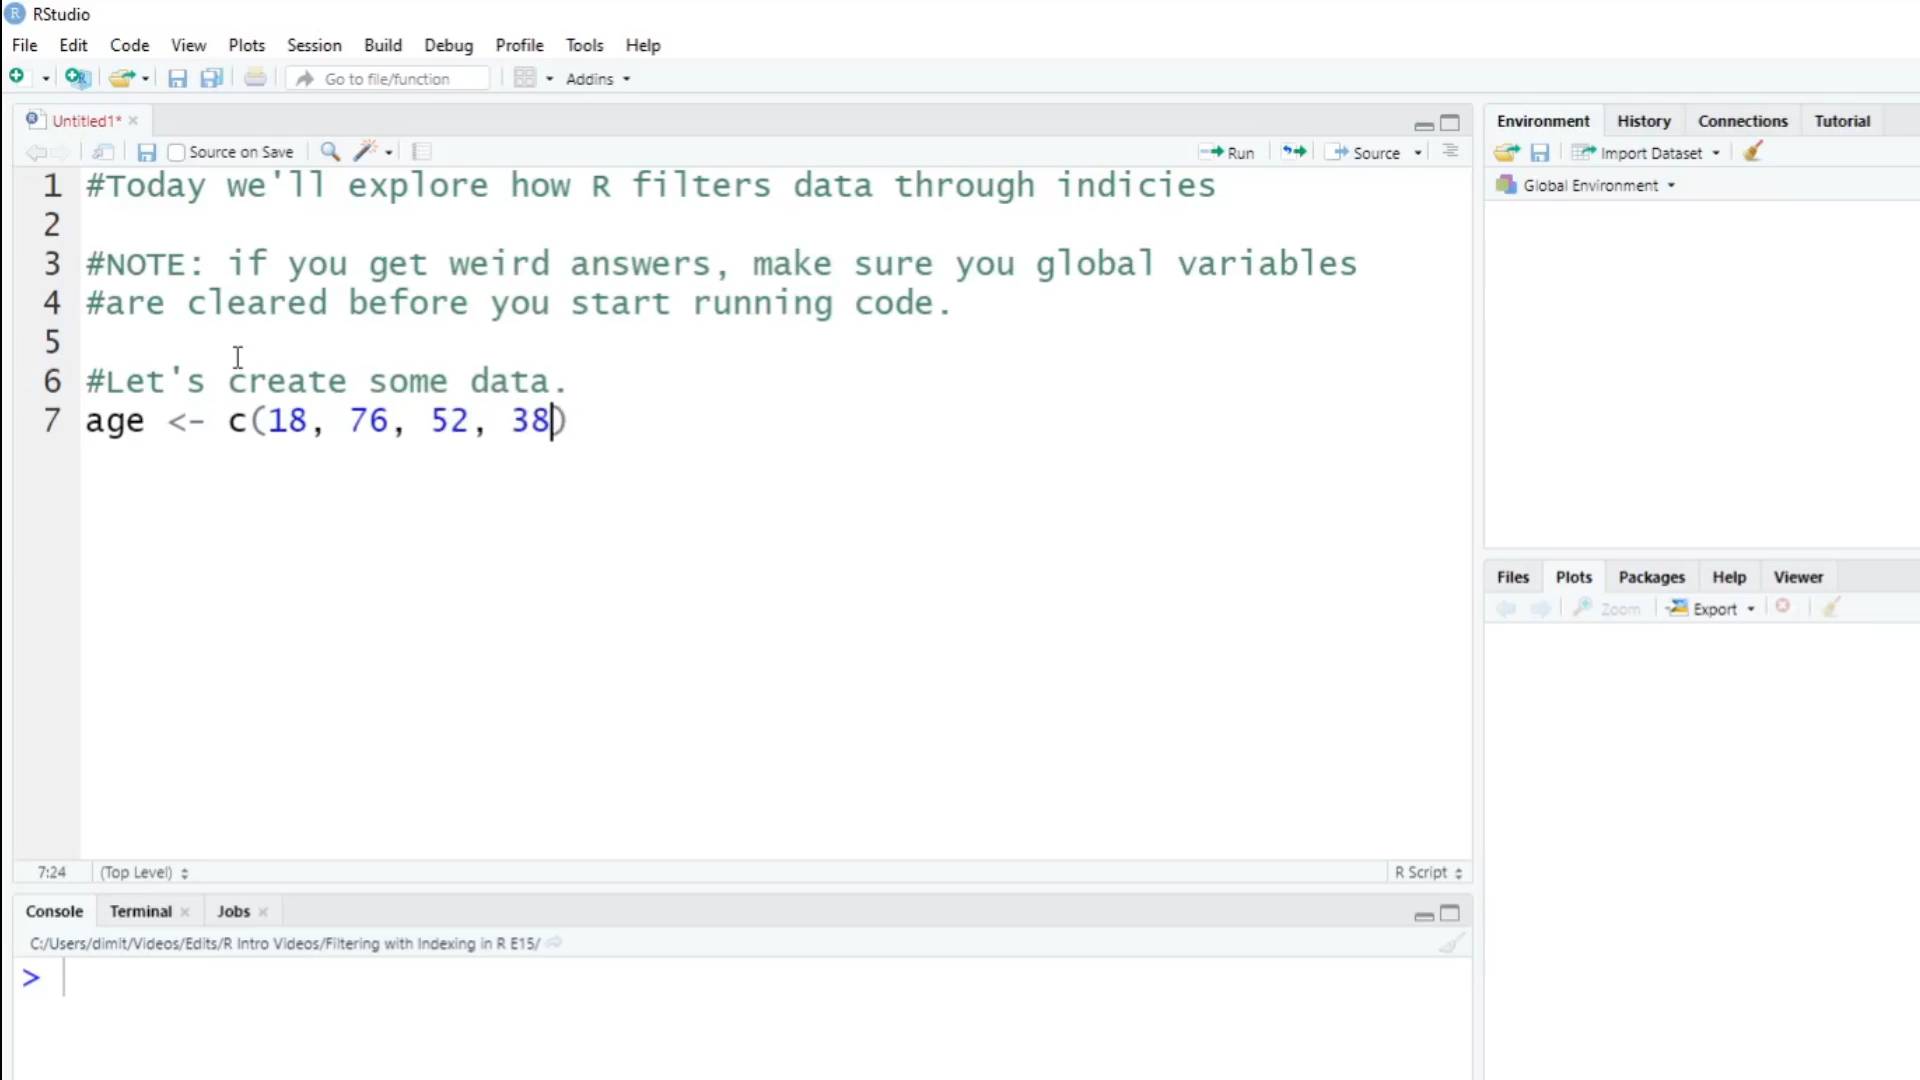 RStudio
File Edit Code View Plots Session Build Debug Profile Tools Help
Go to file/function Addins
Untitled1*
Source on Save Run Source
1 #Today we'll explore how R filters data through indicies
2
3 #NOTE: if you get weird answers, make sure you global variables
4 #are cleared before you start running code.
5
6 #Let's create some data.
7 age <- c(18, 76, 52, 38)
7:24 (Top Level) R Script
Console Terminal Jobs
C:/Users/dimit/Videos/Edits/R Intro Videos/Filtering with Indexing in R E15/
>
Environment History Connections Tutorial
Import Dataset
Global Environment
Files Plots Packages Help Viewer
Zoom Export